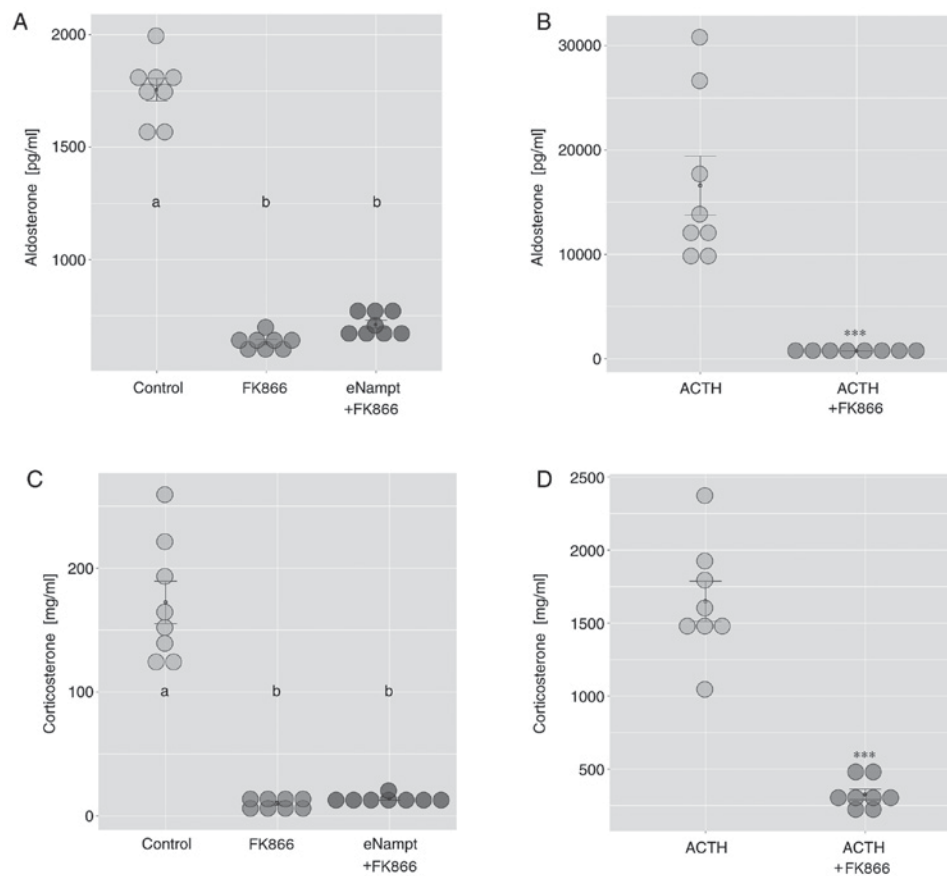 A
Aldosterone [pg/ml]
2000
1500
1000
a
b
b
Control
FK866
eNampt
+FK866
B
Aldosterone [pg/ml]
30000
20000
10000
0
***
ACTH
ACTH
+FK866
C
Corticosterone [mg/ml]
200
100
0
a
b
b
Control
FK866
eNampt
+FK866
D
Corticosterone [mg/ml]
2500
2000
1500
1000
500
***
ACTH
ACTH
+FK866